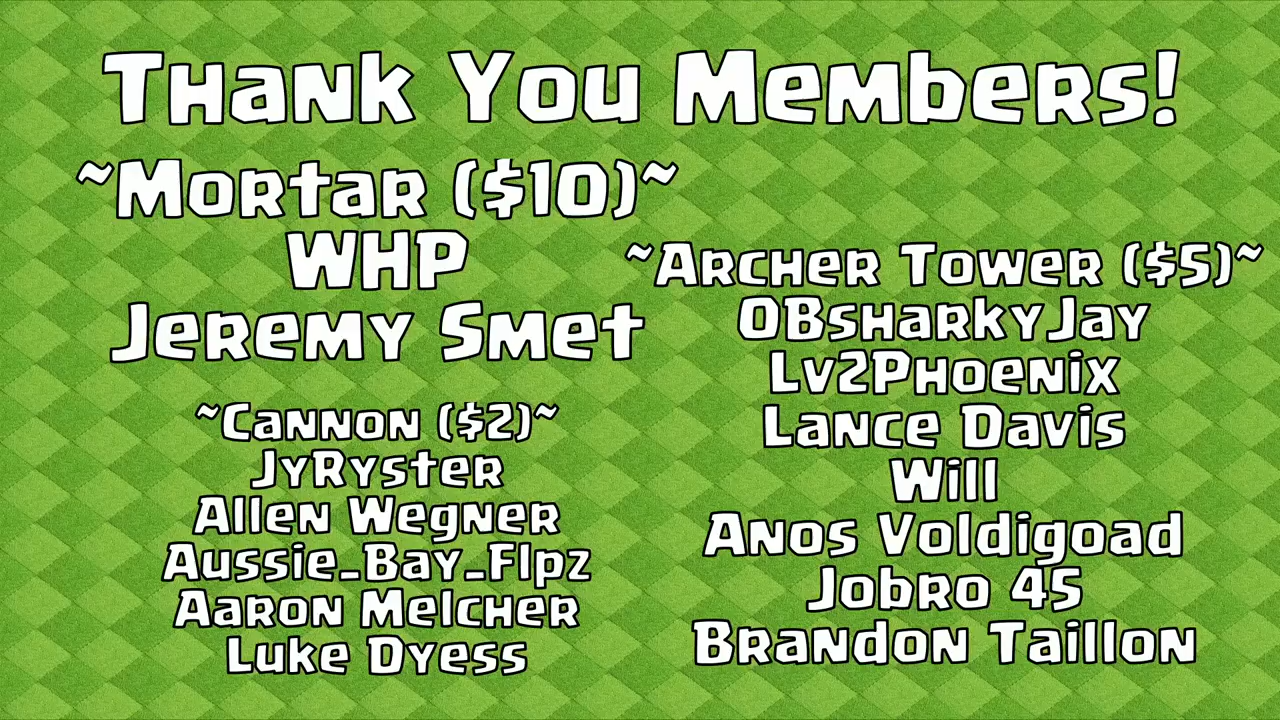 Thank You Members!
~Mortar ($10)~
WHP
Jeremy Smet
~Cannon ($2)~
JyRyster
Allen Wegner
Aussie_Bay_Flpz
Aaron Melcher
Luke Dyess
~Archer Tower ($5)~
OBsharkyJay
Lv2Phoenix
Lance Davis
Will
Anos Voldigoad
Jobro 45
Brandon Taillon